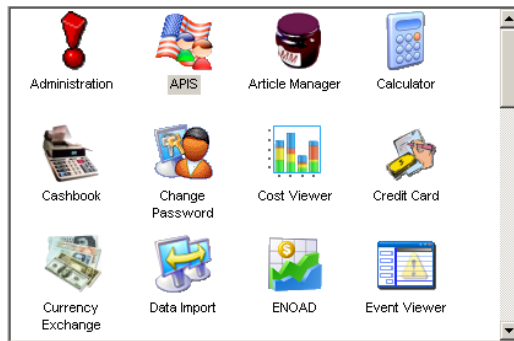 Administration
APIS
Article Manager
Calculator
Cashbook
Change
Password
Cost Viewer
Credit Card
Currency
Exchange
Data Import
ENOAD
Event Viewer